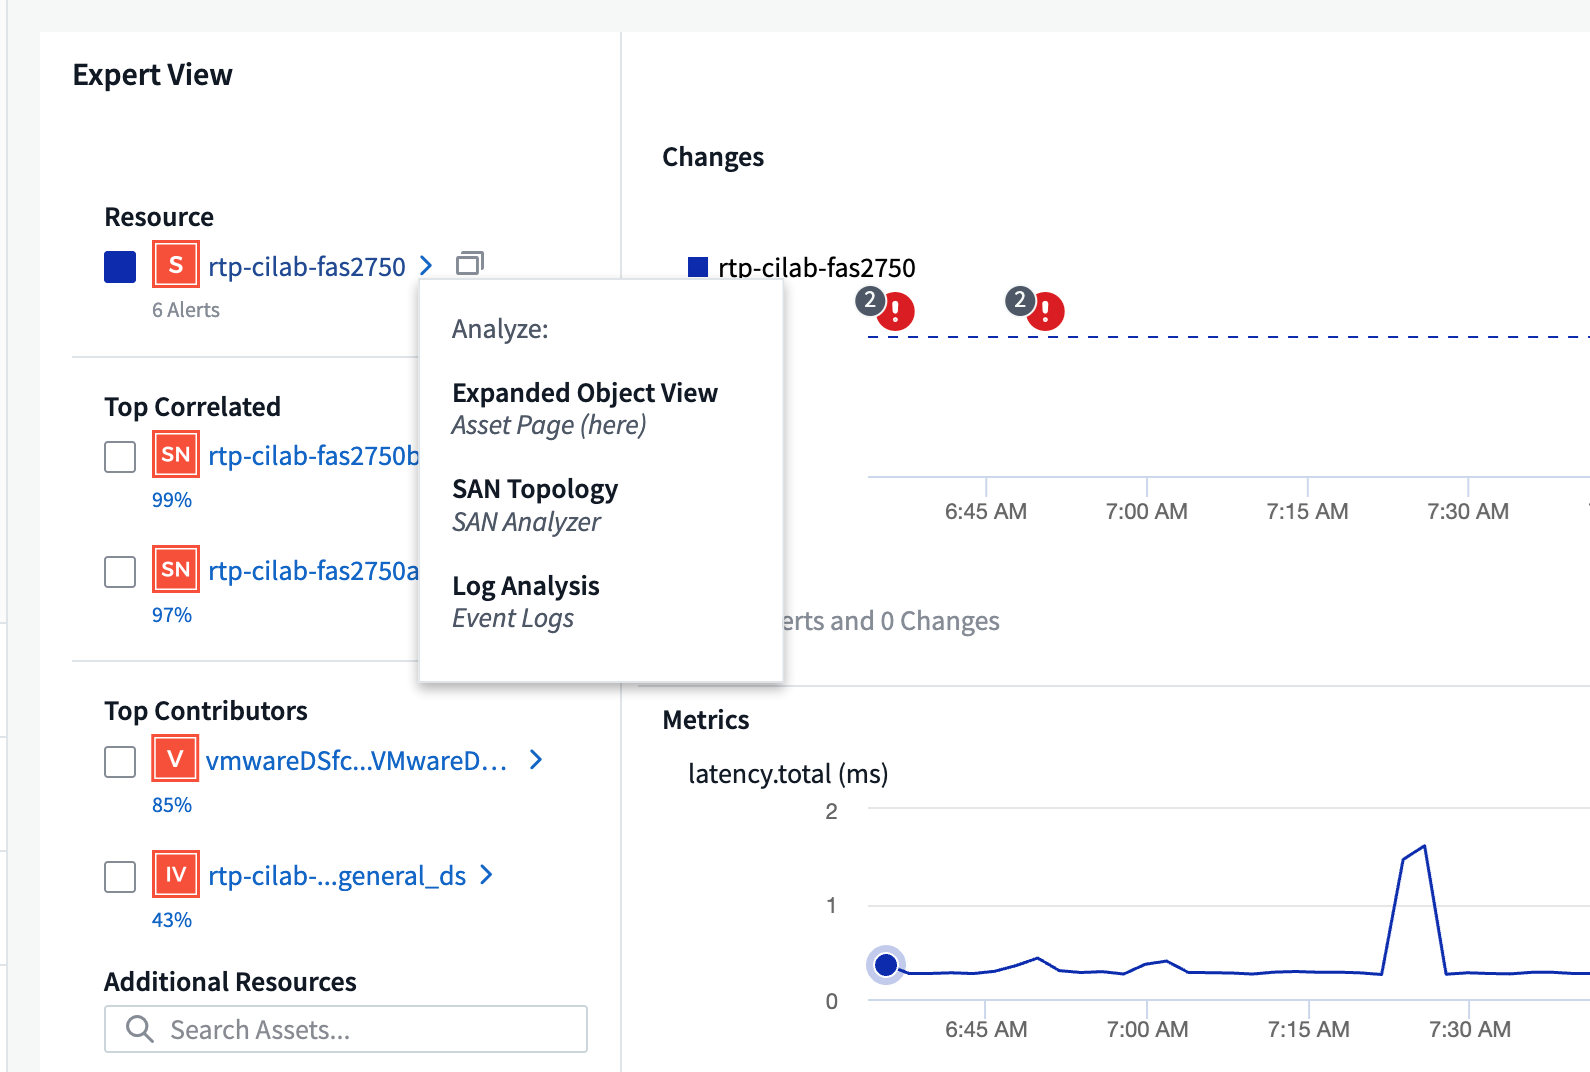 Expert View
Resource
S rtp-cilab-fas2750
6 Alerts
Analyze:
Expanded Object View
Asset Page (here)
SAN Topology
SAN Analyzer
Log Analysis
Event Logs
Top Correlated
SN rtp-cilab-fas2750b
99%
SN rtp-cilab-fas2750a
97%
Top Contributors
V vmwareDSfc...VMwareD...
85%
IV rtp-cilab-...general_ds
43%
Additional Resources
Search Assets...
Changes
rtp-cilab-fas2750
2 ! 2 !
6:45 AM 7:00 AM 7:15 AM 7:30 AM
erts and 0 Changes
Metrics
latency.total (ms)
2
1
0
6:45 AM 7:00 AM 7:15 AM 7:30 AM